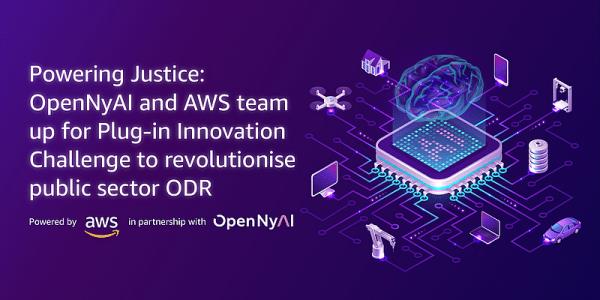 Powering Justice:
OpenNyAI and AWS team
up for Plug-in Innovation
Challenge to revolutionise
public sector ODR
Powered by aws in partnership with OpenNyAI